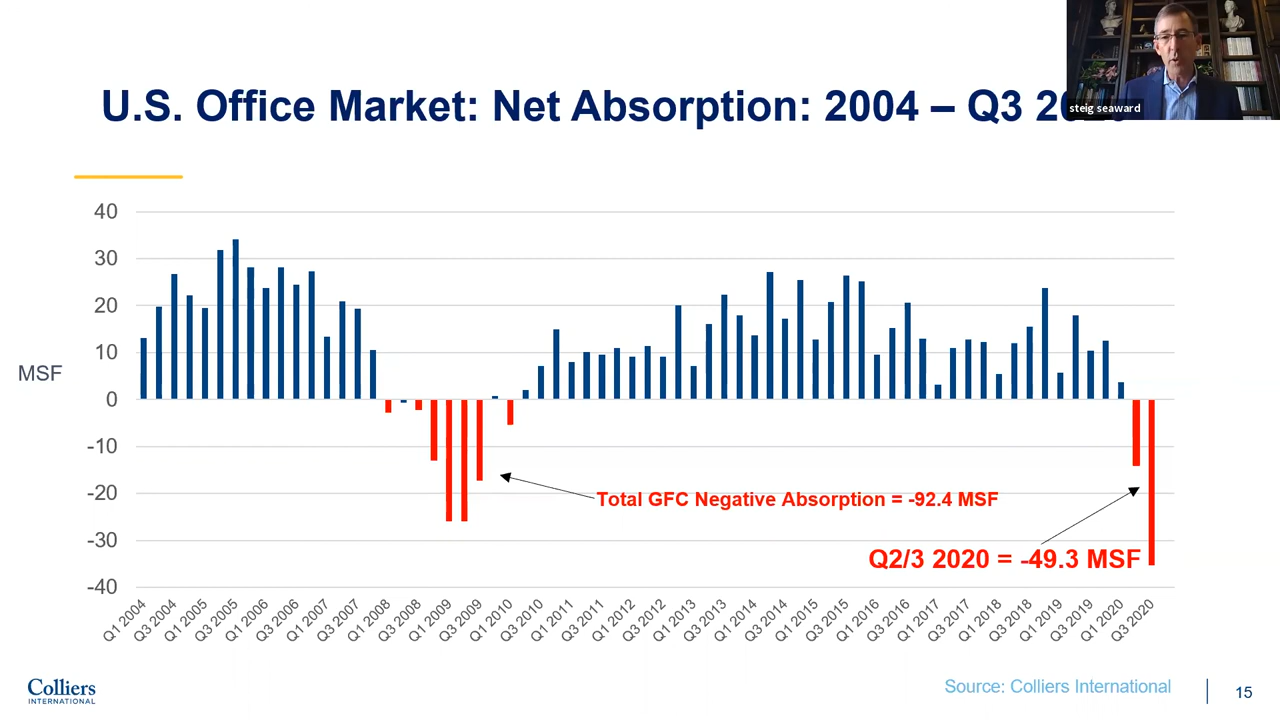 steig seaward
U.S. Office Market: Net Absorption: 2004 – Q3
40
30
20
10
0
-10
-20
-30
-40
MSF
Total GFC Negative Absorption = -92.4 MSF
Q2/3 2020 = -49.3 MSF
Q1 2004
Q3 2004
Q1 2005
Q3 2005
Q1 2006
Q3 2006
Q1 2007
Q3 2007
Q1 2008
Q3 2008
Q1 2009
Q3 2009
Q1 2010
Q3 2010
Q1 2011
Q3 2011
Q1 2012
Q3 2012
Q1 2013
Q3 2013
Q1 2014
Q3 2014
Q1 2015
Q3 2015
Q1 2016
Q3 2016
Q1 2017
Q3 2017
Q1 2018
Q3 2018
Q1 2019
Q3 2019
Q1 2020
Q3 2020
Colliers
INTERNATIONAL
Source: Colliers International
15